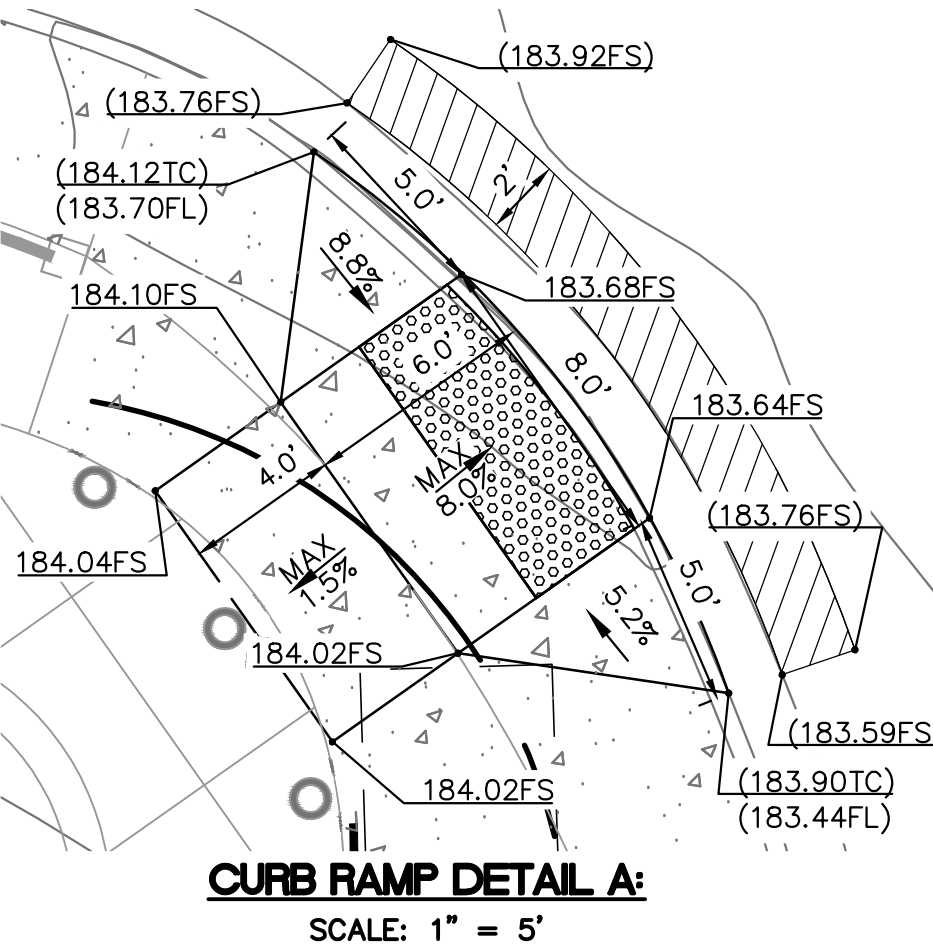 (183.92FS)
(183.76FS)
(184.12TC)
(183.70FL)
5.0'
2'
8.8%
184.10FS
183.68FS
6.0'
8.0'
183.64FS
4.0'
MAX
8.0%
(183.76FS)
184.04FS
MAX
1.5%
5.0'
5.2%
184.02FS
(183.59FS
184.02FS
(183.90TC)
(183.44FL)
CURB RAMP DETAIL A:
SCALE: 1" = 5'